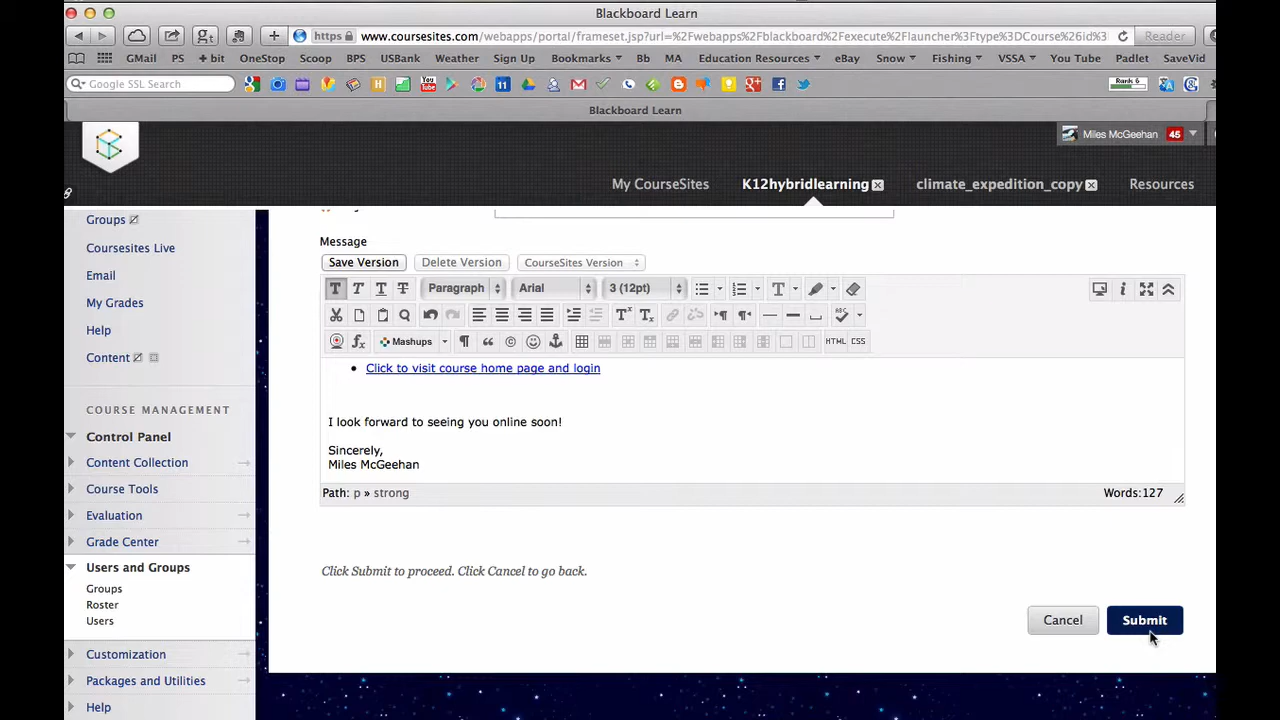 Blackboard Learn
https www.coursesites.com/webapps/portal/frameset.jsp?url=%2Fwebapps%2Fblackboard%2Fexecute%2Flauncher%3Ftype%3DCourse%26id%3 Reader
GMail PS + bit OneStop Scoop BPS USBank Weather Sign Up Bookmarks Bb MA Education Resources eBay Snow Fishing VSSA You Tube Padlet SaveVid
Google SSL Search
You Tube
11
Rank 6
Blackboard Learn
Miles McGeehan 45
My CourseSites K12hybridlearning climate_expedition_copy Resources
Groups
Coursesites Live
Email
My Grades
Help
Content
COURSE MANAGEMENT
Control Panel
Content Collection
Course Tools
Evaluation
Grade Center
Users and Groups
Groups
Roster
Users
Customization
Packages and Utilities
Help
Message
Save Version Delete Version CourseSites Version
T T T T Paragraph Arial 3 (12pt) T
Mashups HTML CSS
• Click to visit course home page and login
I look forward to seeing you online soon!
Sincerely,
Miles McGeehan
Path: p » strong Words:127
Click Submit to proceed. Click Cancel to go back.
Cancel Submit